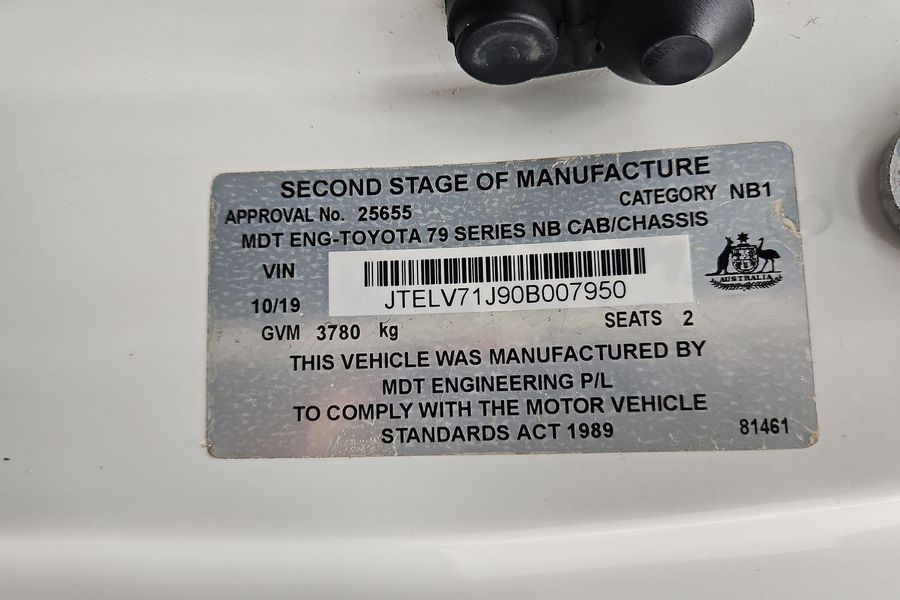 SECOND STAGE OF MANUFACTURE
APPROVAL No. 25655 CATEGORY NB1
MDT ENG-TOYOTA 79 SERIES NB CAB/CHASSIS
VIN
JTELV71J90B007950
AUSTRALIA
10/19
GVM 3780 kg SEATS 2
THIS VEHICLE WAS MANUFACTURED BY
MDT ENGINEERING P/L
TO COMPLY WITH THE MOTOR VEHICLE
STANDARDS ACT 1989 81461